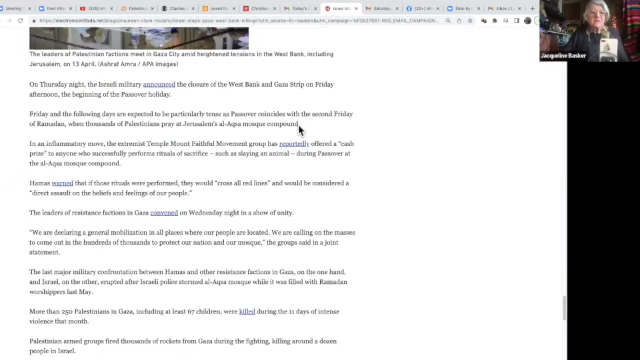 electronicintifada.net/blogs/maureen-clare-murphy/israel-steps-
The leaders of Palestinian factions meet in Gaza City amid heightened tensions in the West Bank, including
Jerusalem, on 13 April. (Ashraf Amra / APA images)
On Thursday night, the Israeli military announced the closure of the West Bank and Gaza Strip on Friday
afternoon, the beginning of the Passover holiday.
Friday and the following days are expected to be particularly tense as Passover coincides with the second Friday
of Ramadan, when thousands of Palestinians pray at Jerusalem's al-Aqsa mosque compound.
In an inflammatory move, the extremist Temple Mount Faithful Movement group has reportedly offered a "cash
prize" to anyone who successfully performs rituals of sacrifice – such as slaying an animal – during Passover at
the al-Aqsa mosque compound.
Hamas warned that if those rituals were performed, they would "cross all red lines" and would be considered a
"direct assault on the beliefs and feelings of our people."
The leaders of resistance factions in Gaza convened on Wednesday night in a show of unity.
"We are declaring a general mobilization in all places where our people are located. We are calling on the masses
to come out in the hundreds of thousands to protect our nation and our mosque," the groups said in a joint
statement.
The last major military confrontation between Hamas and other resistance factions in Gaza, on the one hand,
and Israel, on the other, erupted after Israeli police stormed al-Aqsa mosque while it was filled with Ramadan
worshippers last May.
More than 250 Palestinians in Gaza, including at least 67 children, were killed during the 11 days of intense
violence that month.
Palestinian armed groups fired thousands of rockets from Gaza during the fighting, killing around a dozen
people in Israel.
Jacqueline Basker